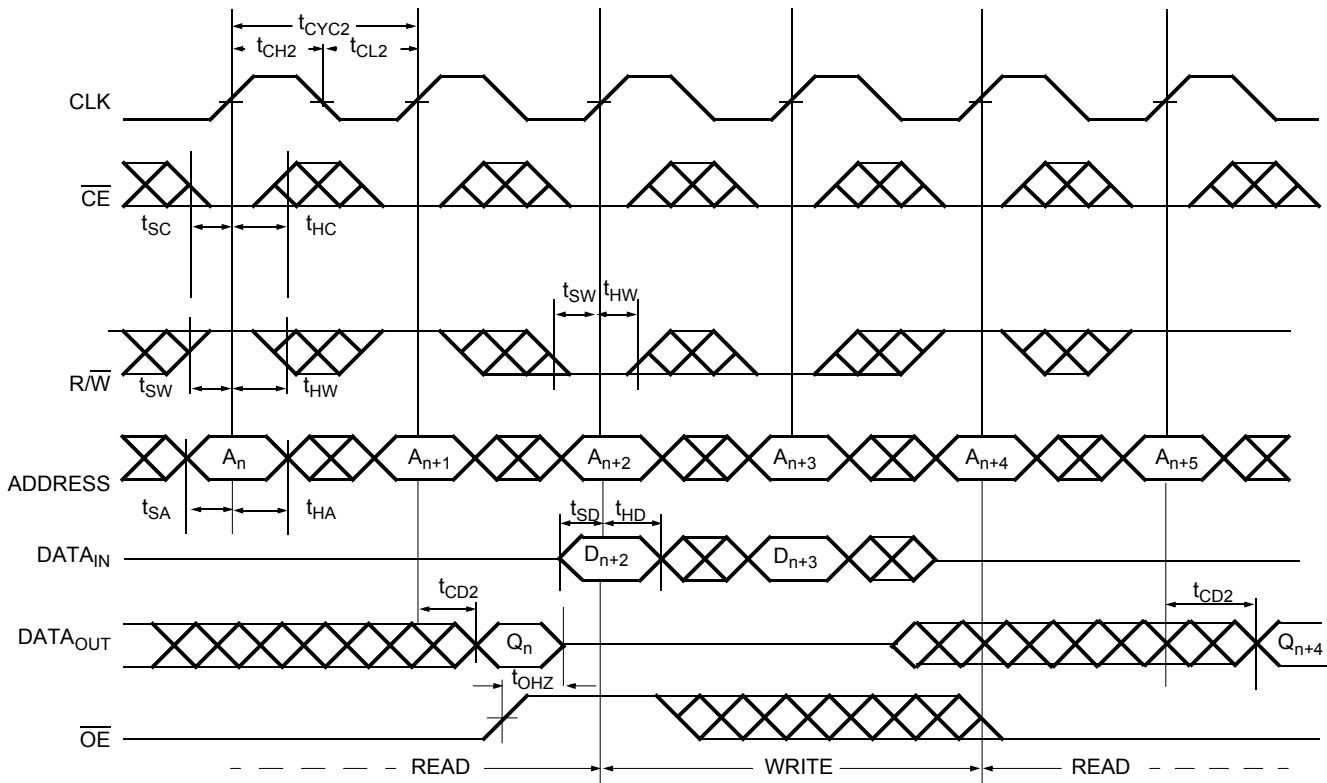 tCYC2
tCH2 tCL2
CLK
CE
tSC tHC
tSW tHW
R/W
tSW tHW
An An+1 An+2 An+3 An+4 An+5
ADDRESS
tSA tHA
tSD tHD
DATAIN
Dn+2 Dn+3
tCD2 tCD2
DATAOUT
Qn Qn+4
tOHZ
OE
READ WRITE READ